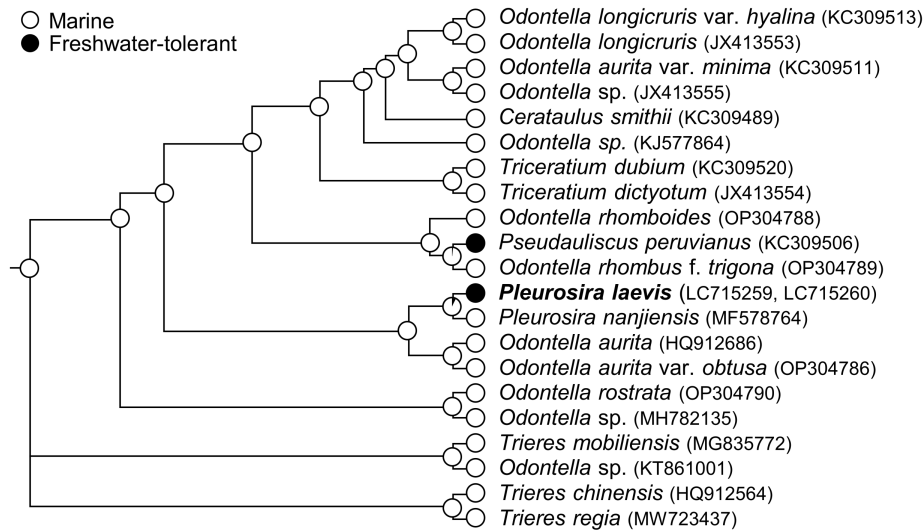 Marine
Freshwater-tolerant
Odontella longicruris var. hyalina (KC309513)
Odontella longicruris (JX413553)
Odontella aurita var. minima (KC309511)
Odontella sp. (JX413555)
Cerataulus smithii (KC309489)
Odontella sp. (KJ577864)
Triceratium dubium (KC309520)
Triceratium dictyotum (JX413554)
Odontella rhomboides (OP304788)
Pseudauliscus peruvianus (KC309506)
Odontella rhombus f. trigona (OP304789)
Pleurosira laevis (LC715259, LC715260)
Pleurosira nanjiensis (MF578764)
Odontella aurita (HQ912686)
Odontella aurita var. obtusa (OP304786)
Odontella rostrata (OP304790)
Odontella sp. (MH782135)
Trieres mobiliensis (MG835772)
Odontella sp. (KT861001)
Trieres chinensis (HQ912564)
Trieres regia (MW723437)